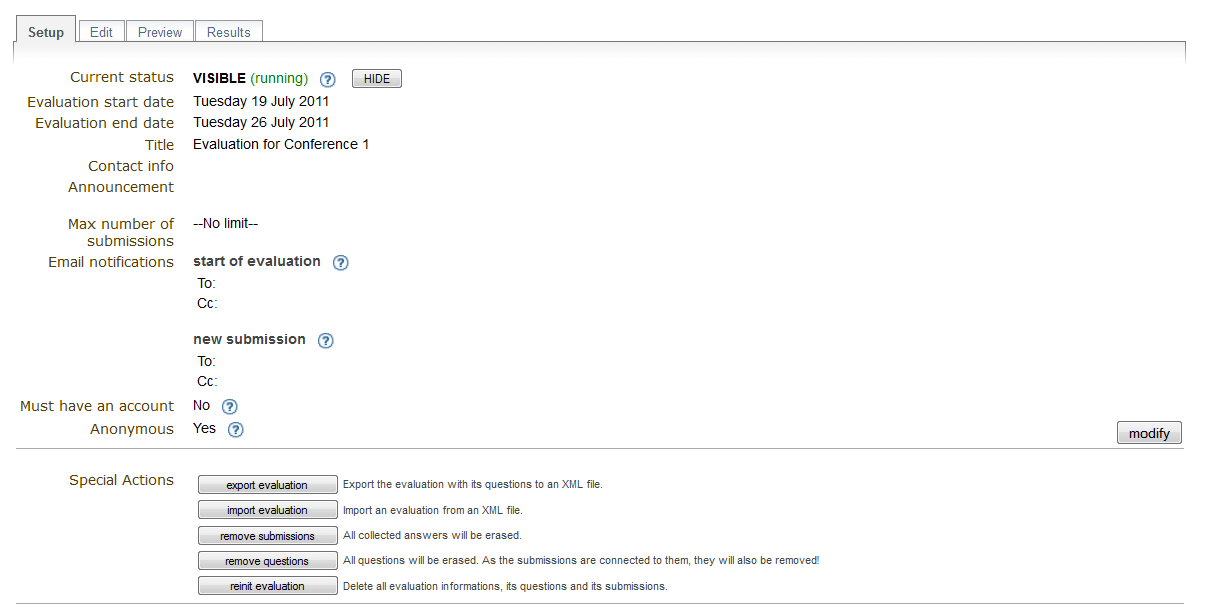 Setup Edit Preview Results
Current status VISIBLE (running) ? HIDE
Evaluation start date Tuesday 19 July 2011
Evaluation end date Tuesday 26 July 2011
Title Evaluation for Conference 1
Contact info
Announcement
Max number of --No limit--
submissions
Email notifications start of evaluation ?
To:
Cc:
new submission ?
To:
Cc:
Must have an account No ?
Anonymous Yes ? modify
Special Actions
export evaluation Export the evaluation with its questions to an XML file.
import evaluation Import an evaluation from an XML file.
remove submissions All collected answers will be erased.
remove questions All questions will be erased. As the submissions are connected to them, they will also be removed!
reinit evaluation Delete all evaluation informations, its questions and its submissions.